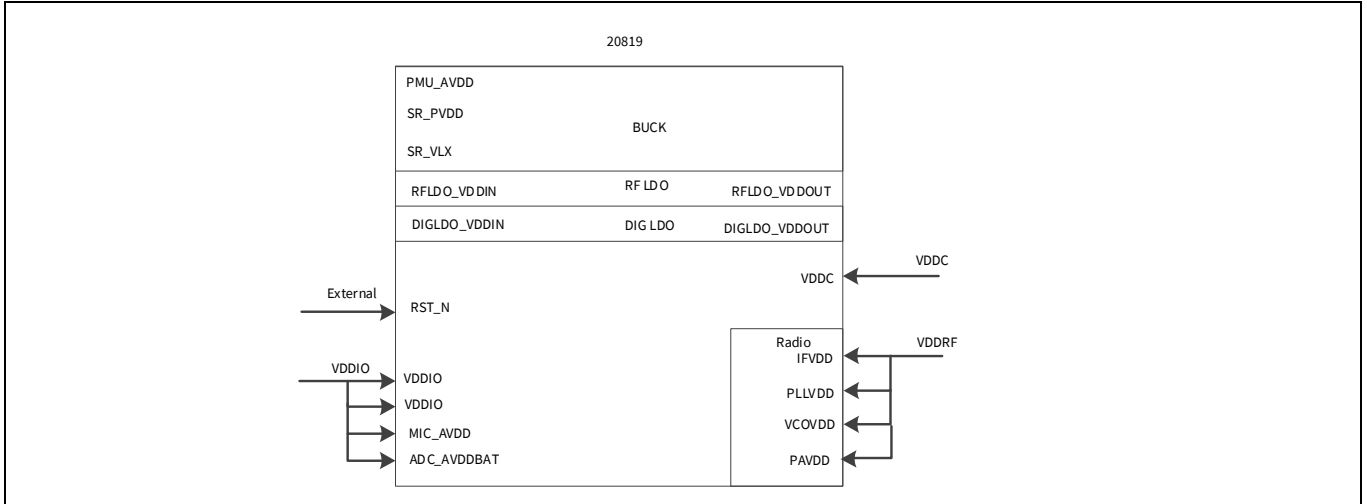 20819
PMU_AVDD
SR_PVDD
BUCK
SR_VLX
RFLDO_VDDIN
RF LDO
RFLDO_VDDOUT
DIGLDO_VDDIN
DIG LDO
DIGLDO_VDDOUT
VDDC
VDDC
External
RST_N
Radio
IFVDD
VDDRF
PLLVDD
VCOVDD
PAVDD
VDDIO
VDDIO
VDDIO
MIC_AVDD
ADC_AVDDBAT